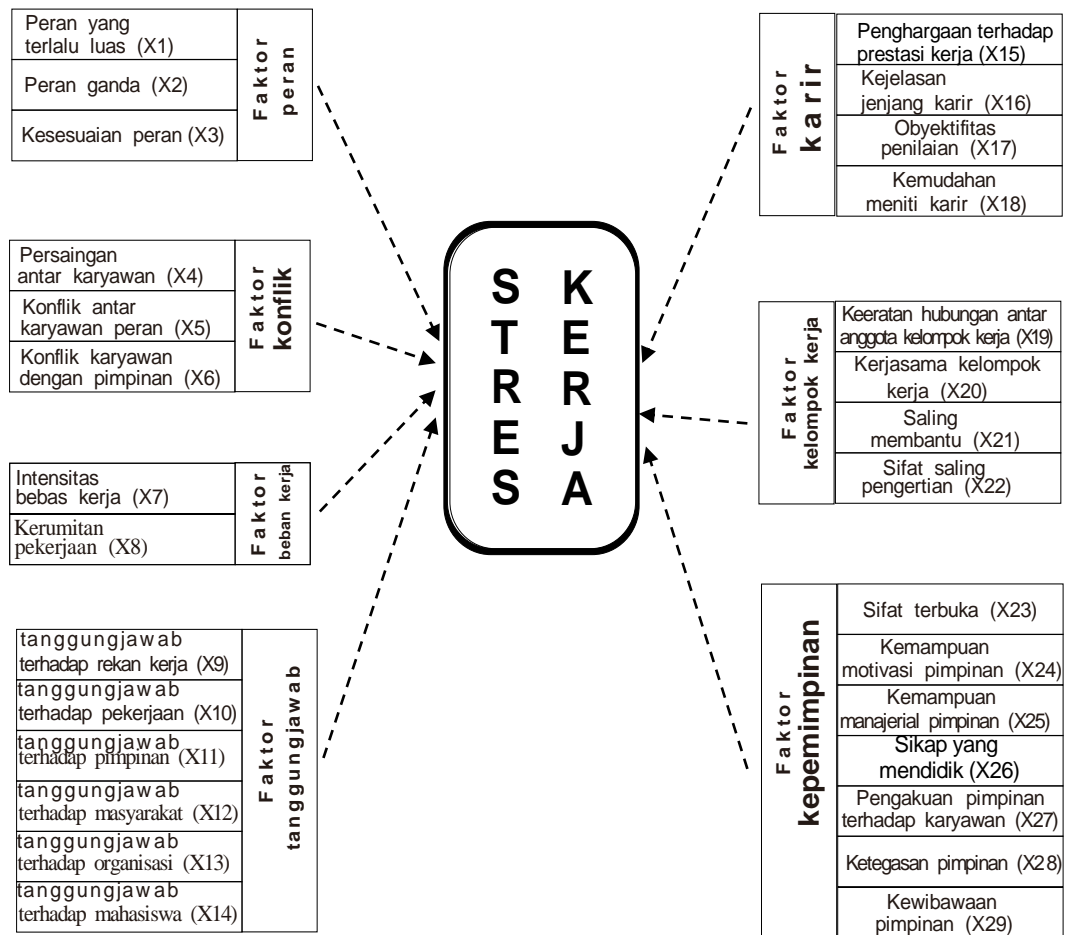 Peran yang
terlalu luas (X1)
Peran ganda (X2)
Kesesuaian peran (X3)
Faktor
peran
Persaingan
antar karyawan (X4)
Konflik antar
karyawan peran (X5)
Konflik karyawan
dengan pimpinan (X6)
Faktor
konflik
Intensitas
bebas kerja (X7)
Kerumitan
pekerjaan (X8)
Faktor
beban kerja
tanggungjawab
terhadap rekan kerja (X9)
tanggungjawab
terhadap pekerjaan (X10)
tanggungjawab
terhadap pimpinan (X11)
tanggungjawab
terhadap masyarakat (X12)
tanggungjawab
terhadap organisasi (X13)
tanggungjawab
terhadap mahasiswa (X14)
Faktor
tanggungjawab
STRES
KERJA
Faktor
karir
Penghargaan terhadap
prestasi kerja (X15)
Kejelasan
jenjang karir (X16)
Obyektifitas
penilaian (X17)
Kemudahan
meniti karir (X18)
Faktor
kelompok kerja
Keeratan hubungan antar
anggota kelompok kerja (X19)
Kerjasama kelompok
kerja (X20)
Saling
membantu (X21)
Sifat saling
pengertian (X22)
Faktor
kepemimpinan
Sifat terbuka (X23)
Kemampuan
motivasi pimpinan (X24)
Kemampuan
manajerial pimpinan (X25)
Sikap yang
mendidik (X26)
Pengakuan pimpinan
terhadap karyawan (X27)
Ketegasan pimpinan (X28)
Kewibawaan
pimpinan (X29)